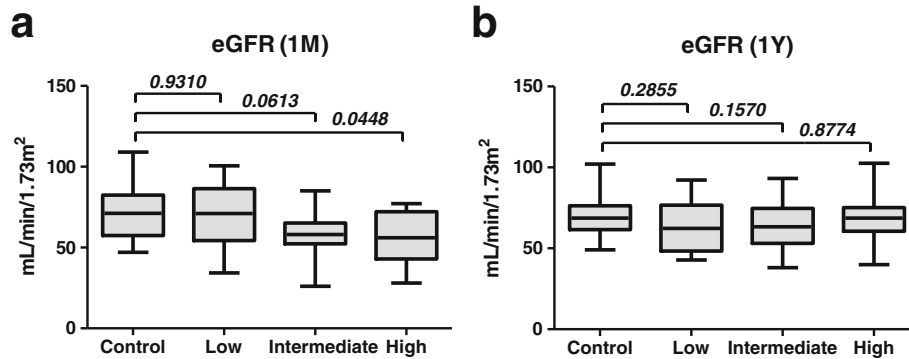 a
eGFR (1M)
mL/min/1.73m²
150
100
50
0
0.9310
0.0613
0.0448
Control Low Intermediate High
b
eGFR (1Y)
mL/min/1.73m²
150
100
50
0
0.2855
0.1570
0.8774
Control Low Intermediate High